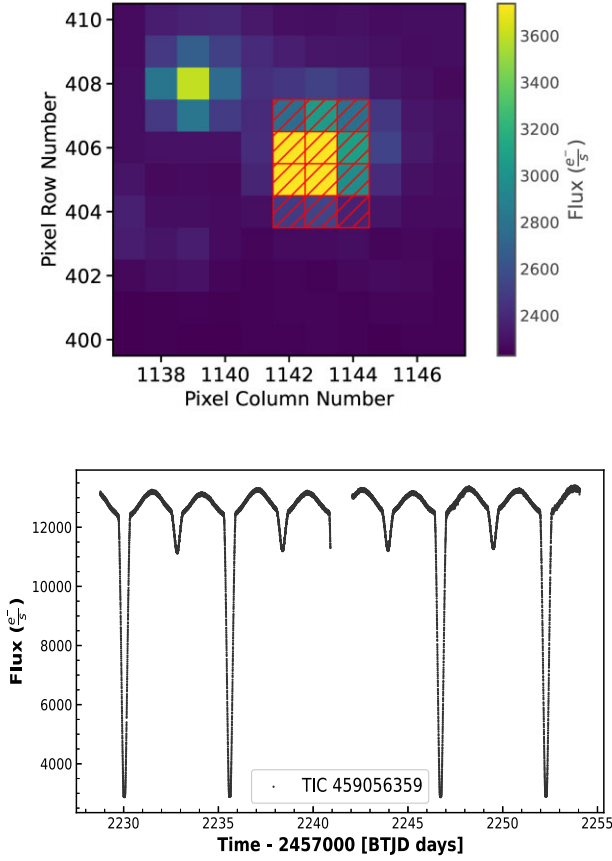 410
408
406
404
402
400
Pixel Row Number
1138 1140 1142 1144 1146
Pixel Column Number
3600
3400
3200
3000
2800
2600
2400
Flux (e⁻/s)
12000
10000
8000
6000
4000
Flux (e⁻/s)
TIC 459056359
2230 2235 2240 2245 2250 2255
Time - 2457000 [BTJD days]